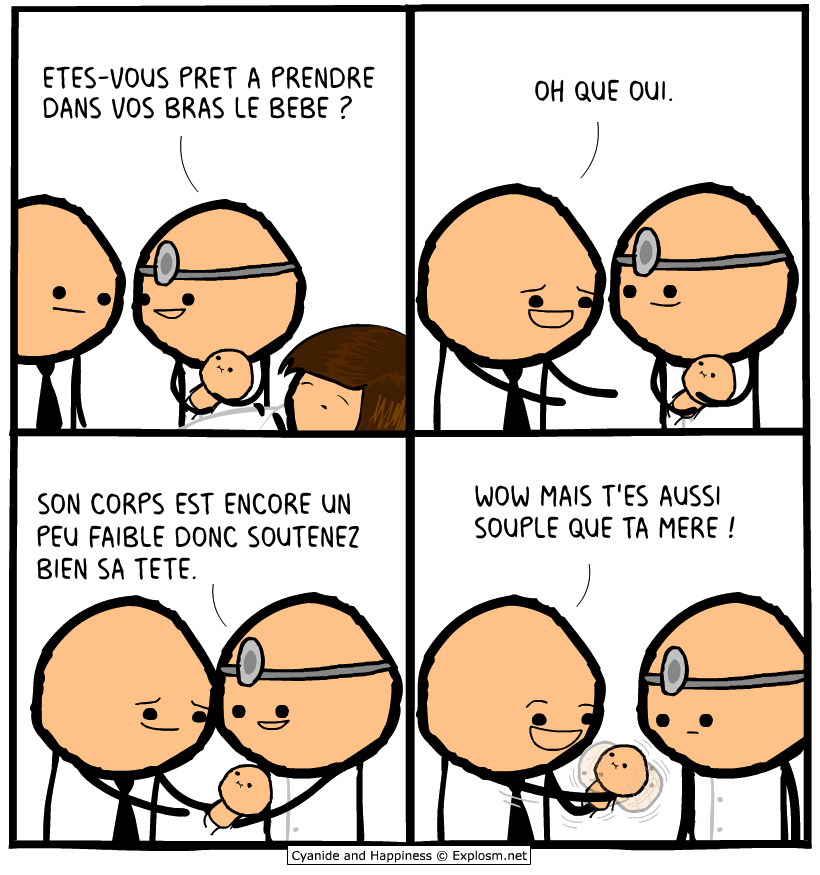 ETES-VOUS PRET A PRENDRE
DANS VOS BRAS LE BEBE ?
OH QUE OUI.
SON CORPS EST ENCORE UN
PEU FAIBLE DONC SOUTENEZ
BIEN SA TETE.
WOW MAIS T'ES AUSSI
SOUPLE QUE TA MERE !
Cyanide and Happiness © Explosm.net